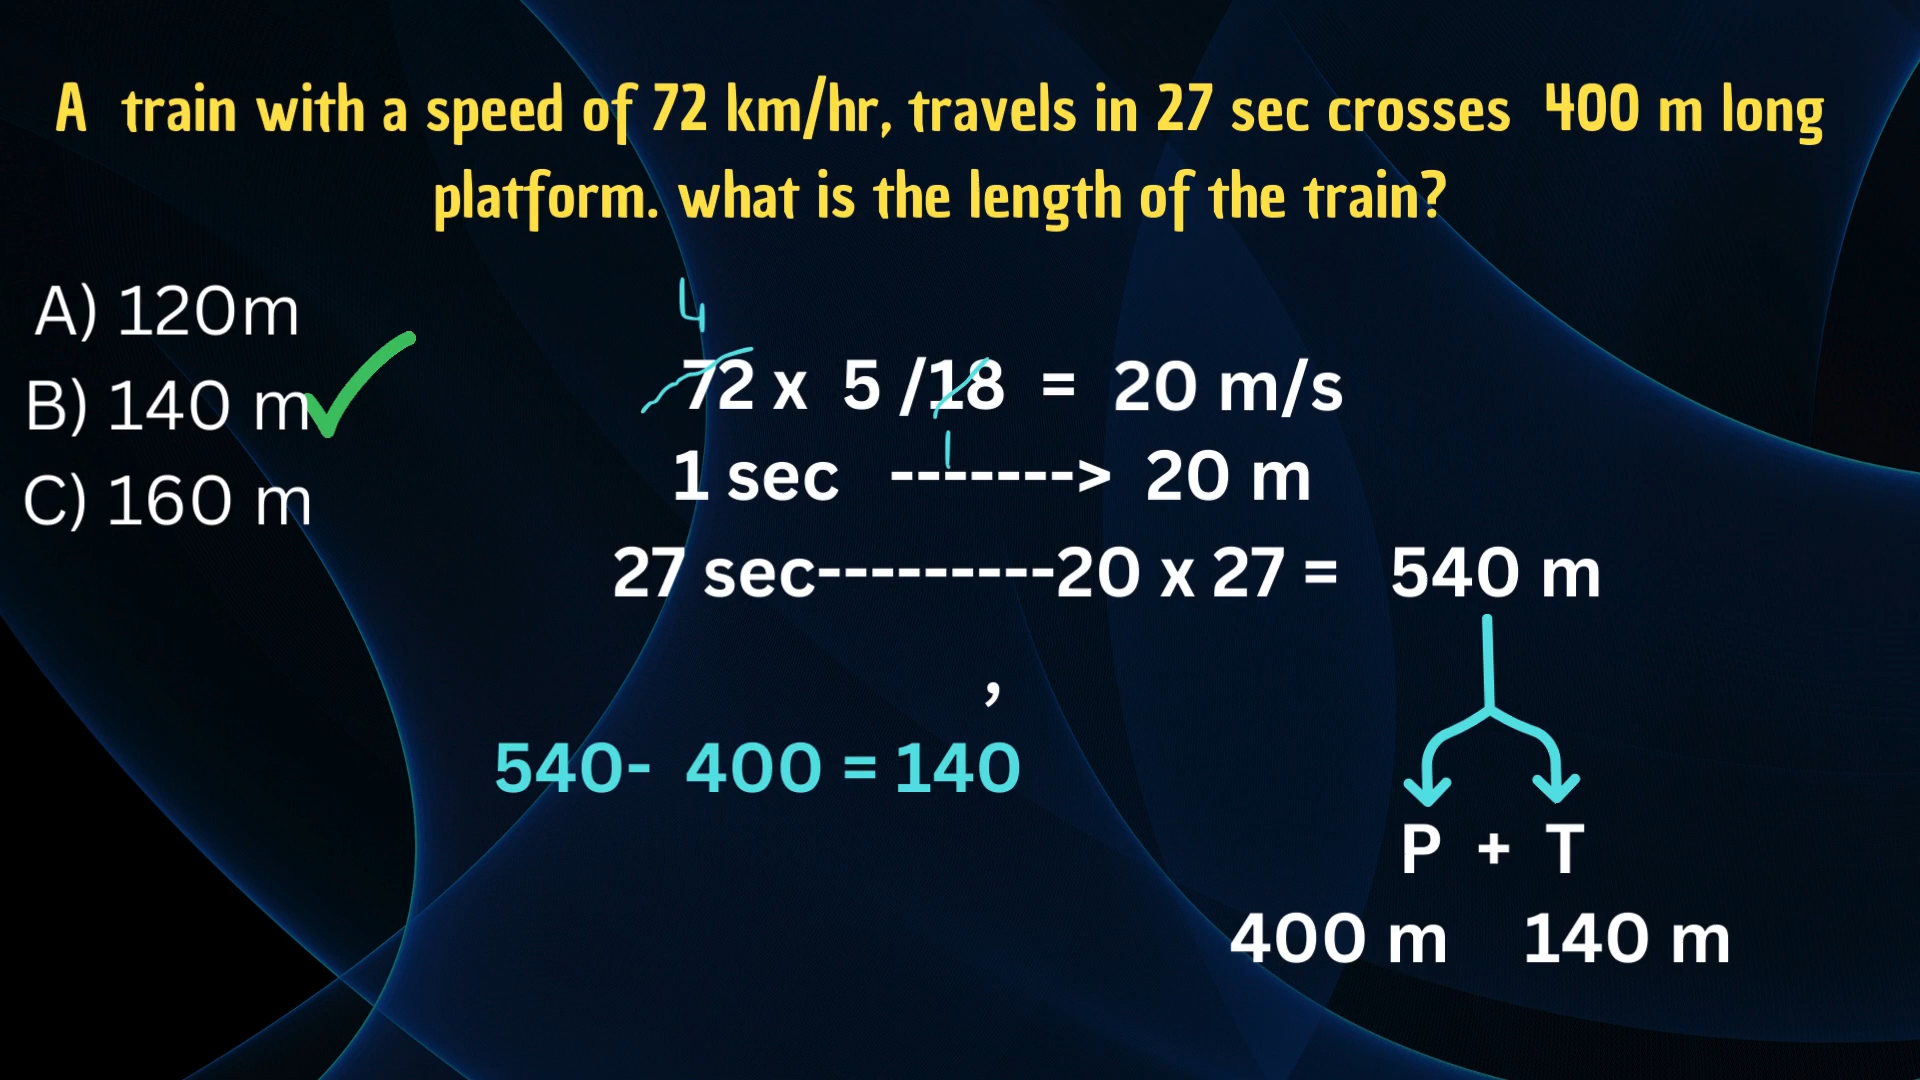 A train with a speed of 72 km/hr, travels in 27 sec crosses 400 m long
platform. what is the length of the train?
A) 120m
B) 140 m
C) 160 m
4
72 x 5 /18 = 20 m/s
1
1 sec -------> 20 m
27 sec---------20 x 27 = 540 m
,
540- 400 = 140
P + T
400 m 140 m